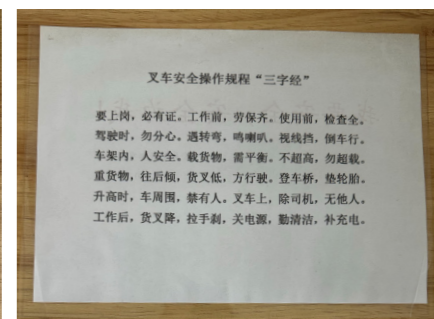 叉车安全操作规程“三字经”
要上岗，必有证。工作前，劳保齐。使用前，检查全。
驾驶时，勿分心。遇转弯，鸣喇叭。视线挡，倒车行。
车架内，人安全。载货物，需平衡。不超高，勿超载。
重货物，往后倾，货叉低，方行驶。登车桥，垫轮胎。
升高时，车周围，禁有人。叉车上，除司机，无他人。
工作后，货叉降，拉手刹，关电源，勤清洁，补充电。